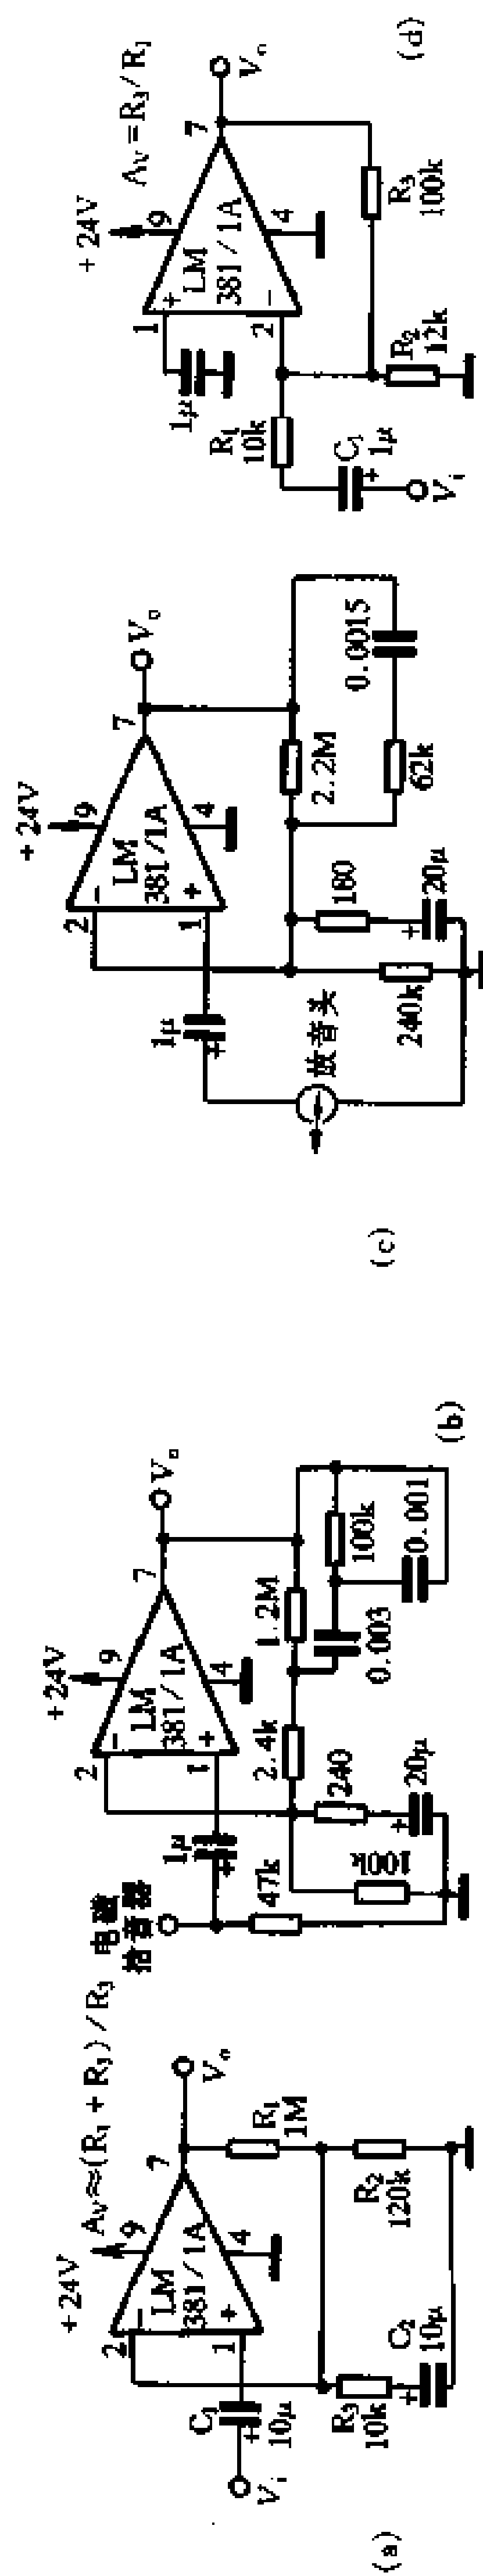 +24V
Av≈(R₁+R₃)/R₃
9
7
2
1
4
−
+
LM
381/1A
Vi
C₁
10μ
Vo
R₁
1M
R₂
120k
R₃
10k
C₂
+
10μ
(a)
电磁
拾音器
+24V
9
7
2
1
4
−
+
LM
381/1A
Vo
1μ
+
47k
2.4k
1.2M
240
20μ
+
100k
0.003
100k
0.001
(b)
+24V
9
7
2
1
4
−
+
LM
381/1A
Vo
1μ
+
放音头
240k
180
+
20μ
2.2M
62k
0.0015
(c)
+24V
Av=R₃/R₁
9
7
1
2
4
+
−
LM
381/1A
Vo
1μ
R₁
10k
C₁
1μ
+
Vi
R₂
12k
R₃
100k
(d)